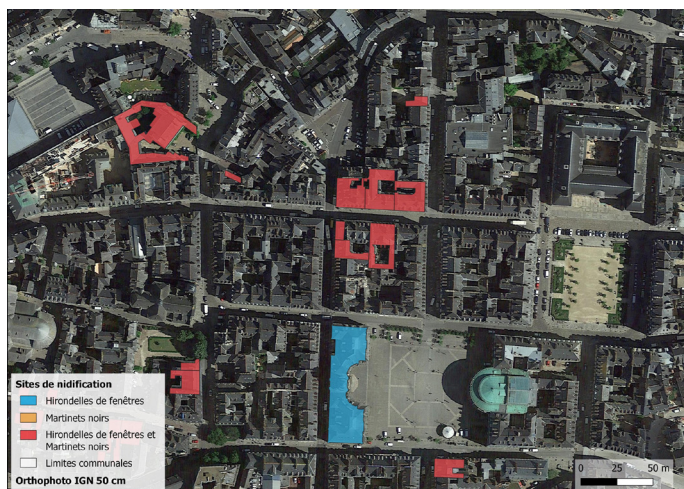 Sites de nidification
Hirondelles de fenêtres
Martinets noirs
Hirondelles de fenêtres et
Martinets noirs
Limites communales
Orthophoto IGN 50 cm
0 25 50 m